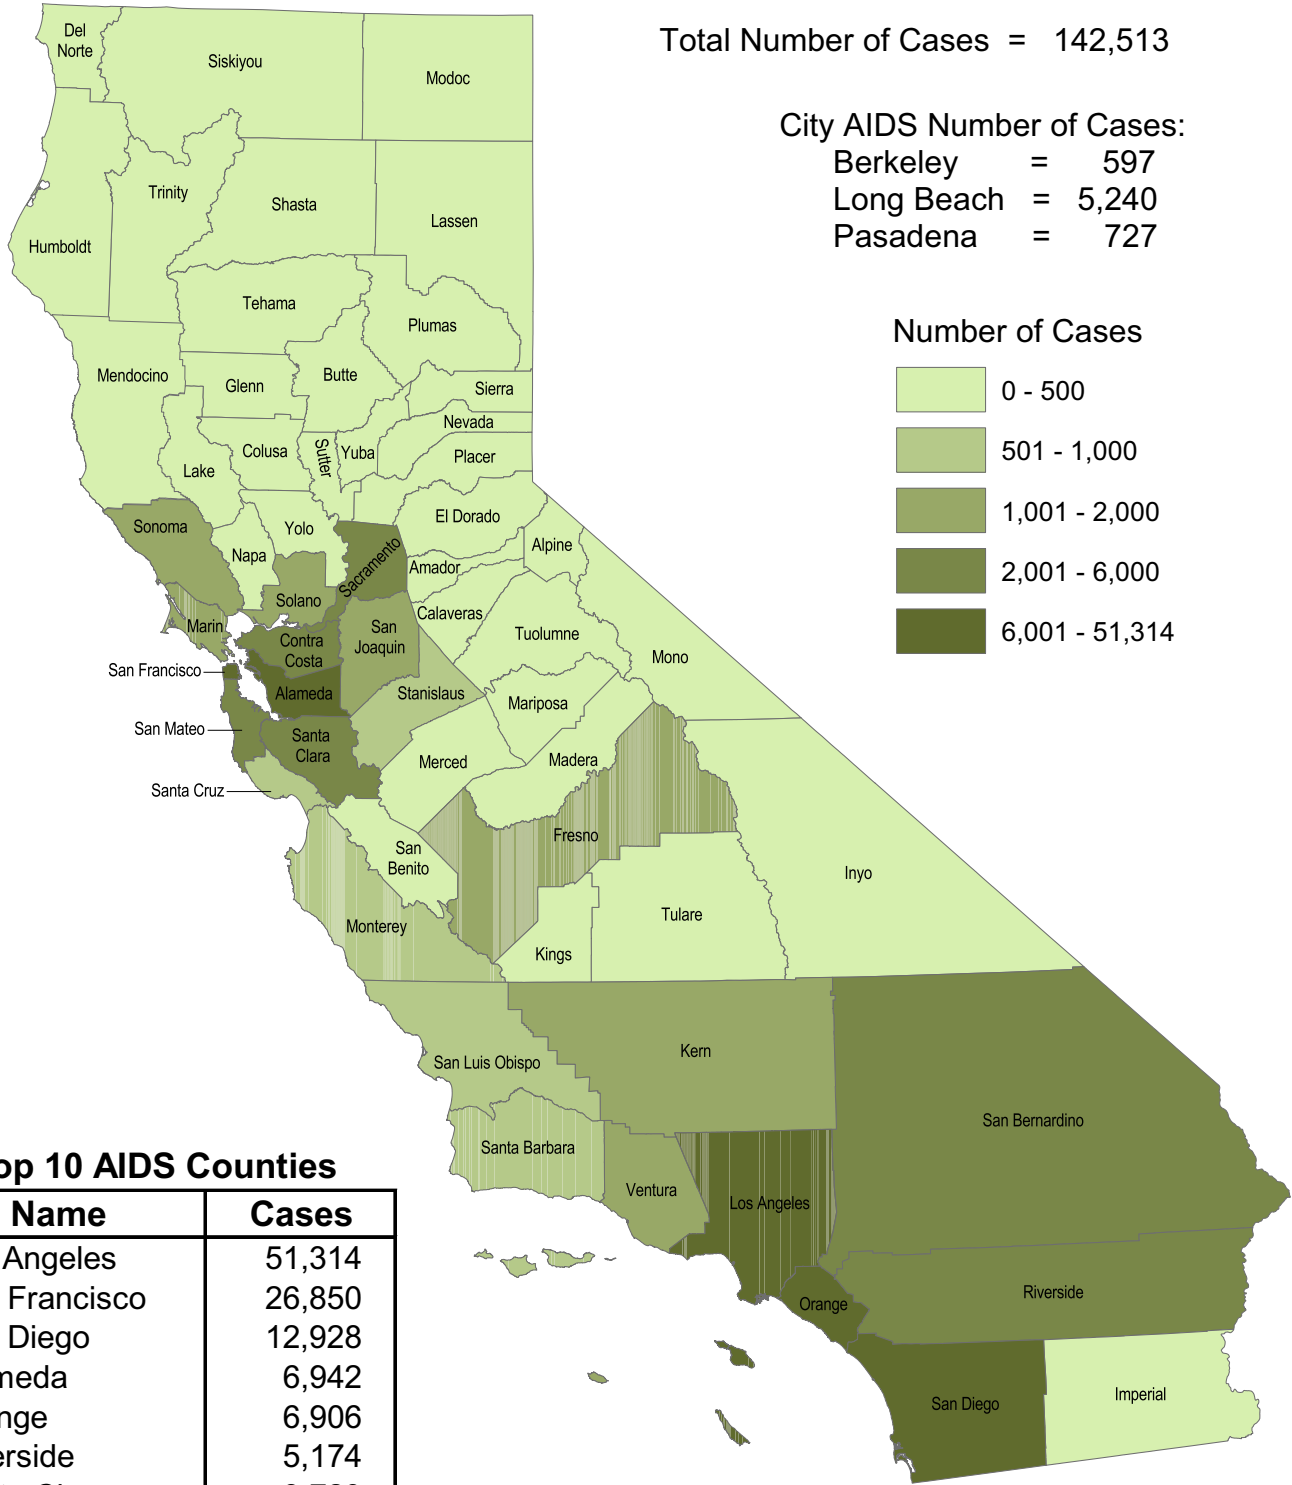 Total Number of Cases = 142,513
City AIDS Number of Cases:
Berkeley = 597
Long Beach = 5,240
Pasadena = 727
Number of Cases
0 - 500
501 - 1,000
1,001 - 2,000
2,001 - 6,000
6,001 - 51,314
Del
Norte
Siskiyou
Modoc
Trinity
Shasta
Lassen
Humboldt
Tehama
Plumas
Mendocino
Glenn
Butte
Sierra
Nevada
Colusa
Sutter
Yuba
Placer
Lake
El Dorado
Sonoma
Yolo
Napa
Sacramento
Alpine
Amador
Solano
Calaveras
Marin
Contra
Costa
San
Joaquin
Tuolumne
Mono
San Francisco
Alameda
Stanislaus
Mariposa
San Mateo
Santa
Clara
Merced
Madera
Santa Cruz
Fresno
San
Benito
Inyo
Monterey
Tulare
Kings
San Luis Obispo
Kern
San Bernardino
Santa Barbara
Ventura
Los Angeles
Orange
Riverside
San Diego
Imperial
op 10 AIDS Counties
Name Cases
Angeles 51,314
Francisco 26,850
Diego 12,928
meda 6,942
nge 6,906
erside 5,174